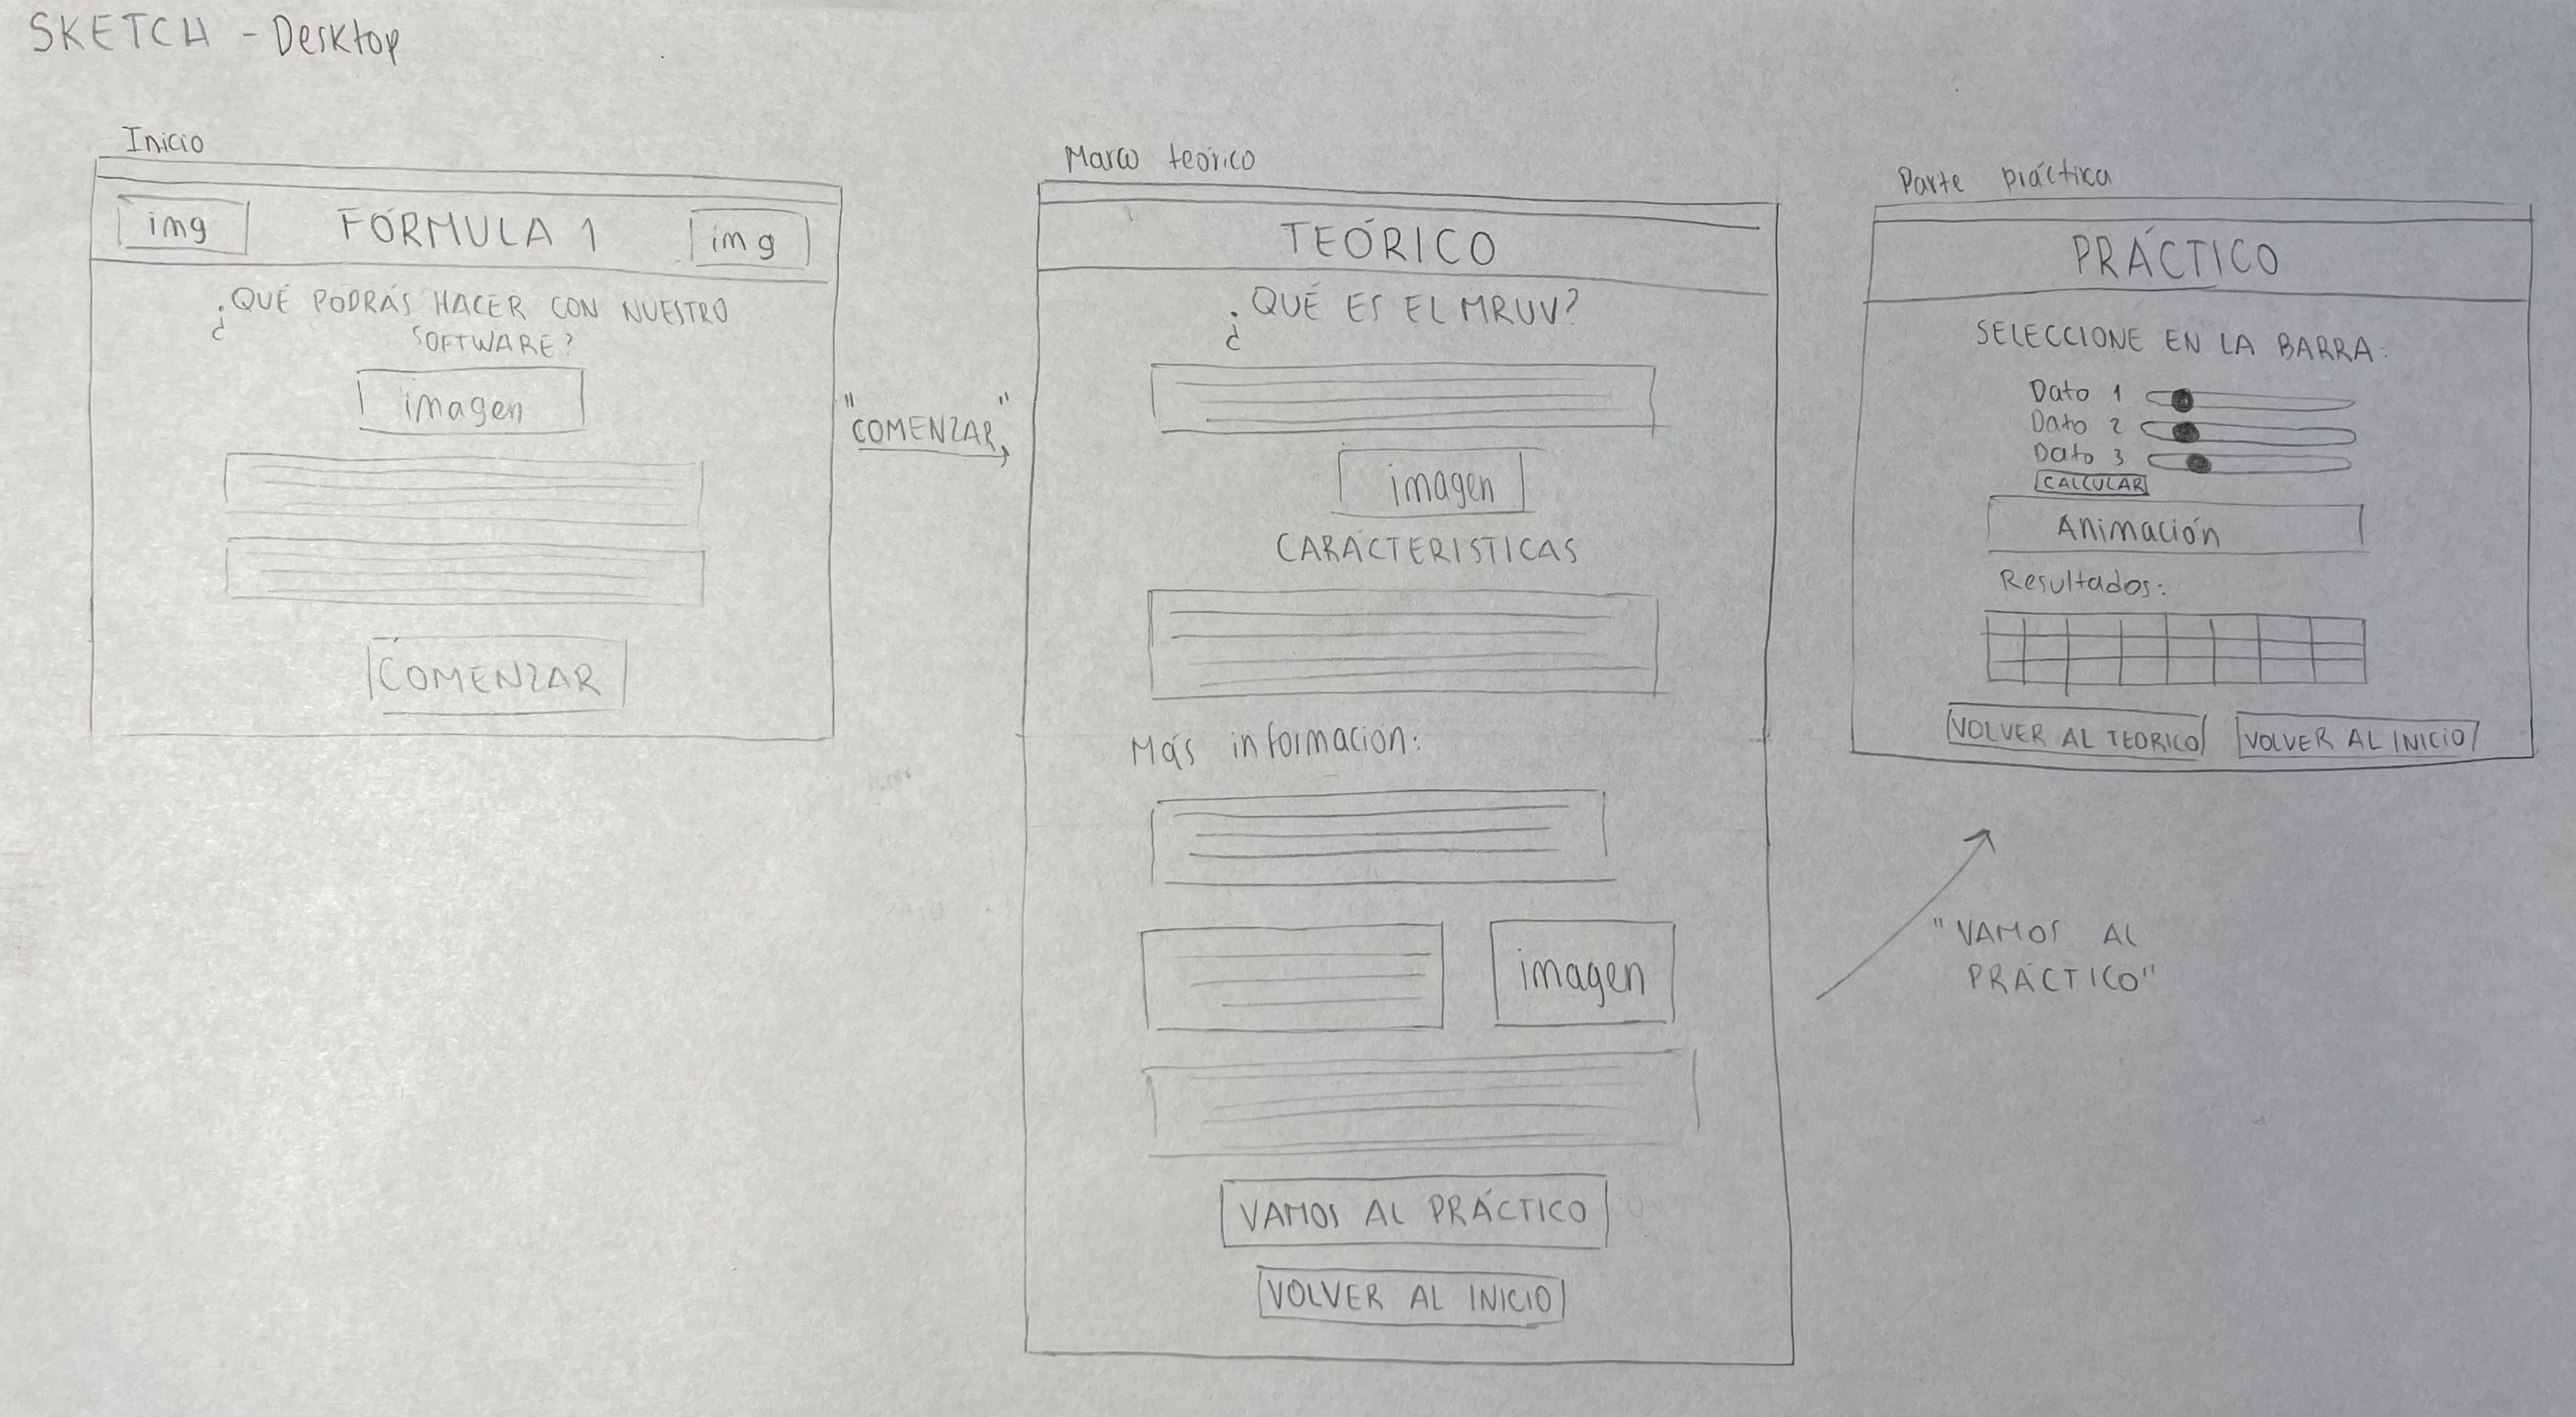 SKETCH - Desktop
Inicio
img FÓRMULA 1 img
¿QUÉ PODRÁS HACER CON NUESTRO
SOFTWARE?
imagen
COMENZAR
"COMENZAR"
Marco teórico
TEÓRICO
¿QUÉ ES EL MRUV?
imagen
CARÁCTERISTICAS
Más información:
imagen
VAMOS AL PRÁCTICO
VOLVER AL INICIO
Parte práctica
PRÁCTICO
SELECCIONE EN LA BARRA:
Dato 1
Dato 2
Dato 3
CALCULAR
Animación
Resultados:
VOLVER AL TEORICO VOLVER AL INICIO
"VAMOS AL
PRÁCTICO"